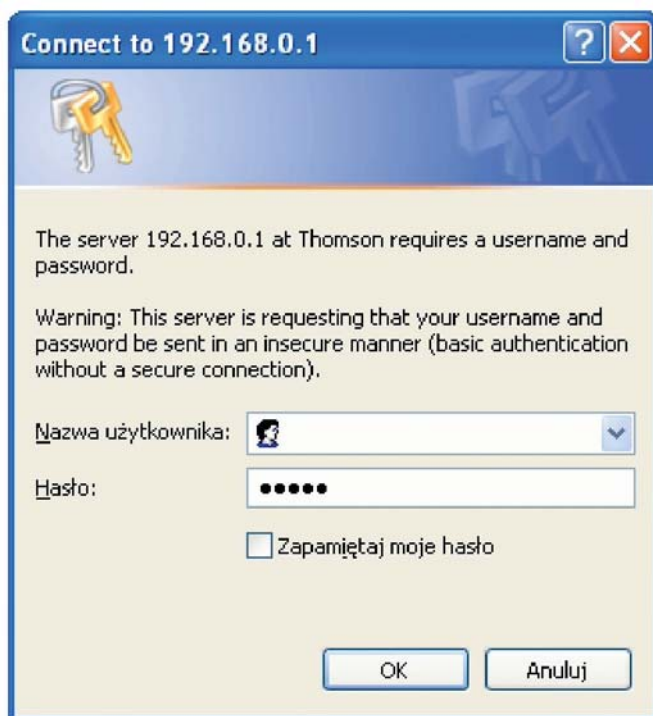 Connect to 192.168.0.1
The server 192.168.0.1 at Thomson requires a username and
password.
Warning: This server is requesting that your username and
password be sent in an insecure manner (basic authentication
without a secure connection).
Nazwa użytkownika:
Hasło:
•••••
Zapamiętaj moje hasło
OK
Anuluj